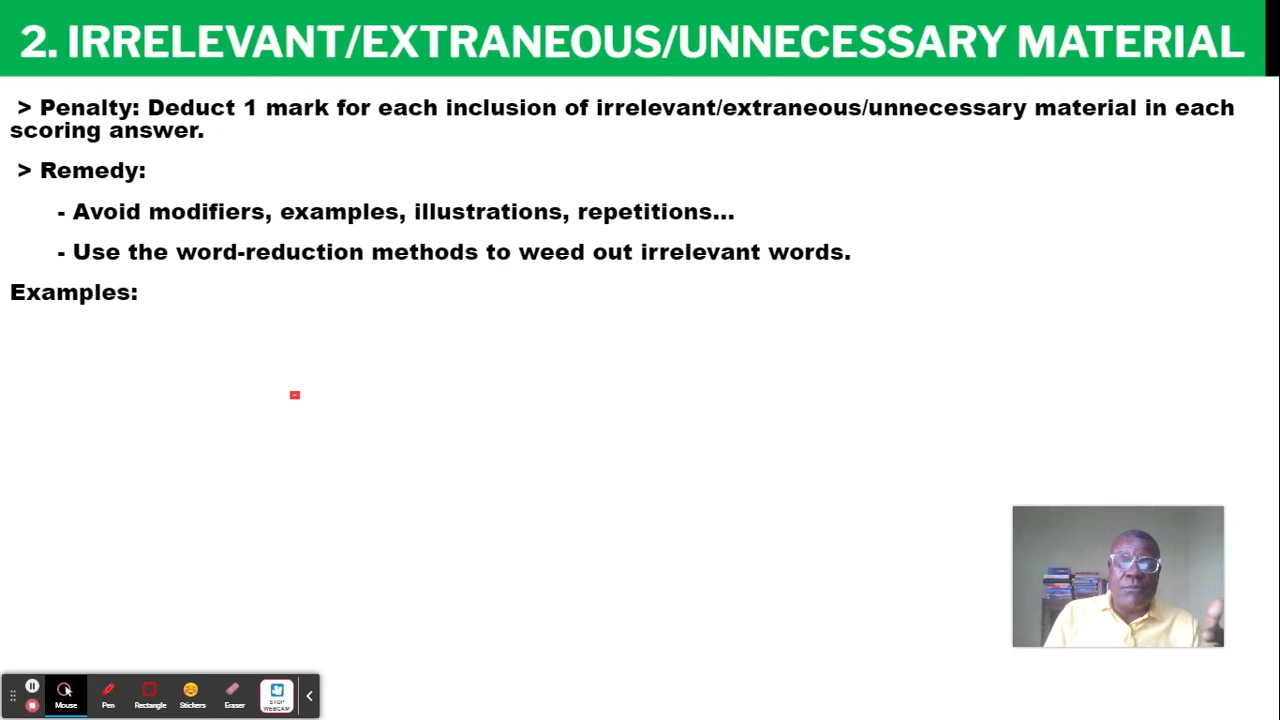 2. IRRELEVANT/EXTRANEOUS/UNNECESSARY MATERIAL
> Penalty: Deduct 1 mark for each inclusion of irrelevant/extraneous/unnecessary material in each
scoring answer.
> Remedy:
- Avoid modifiers, examples, illustrations, repetitions...
- Use the word-reduction methods to weed out irrelevant words.
Examples:
Mouse
Pen
Rectangle
Stickers
Eraser
STOP
WEBCAM